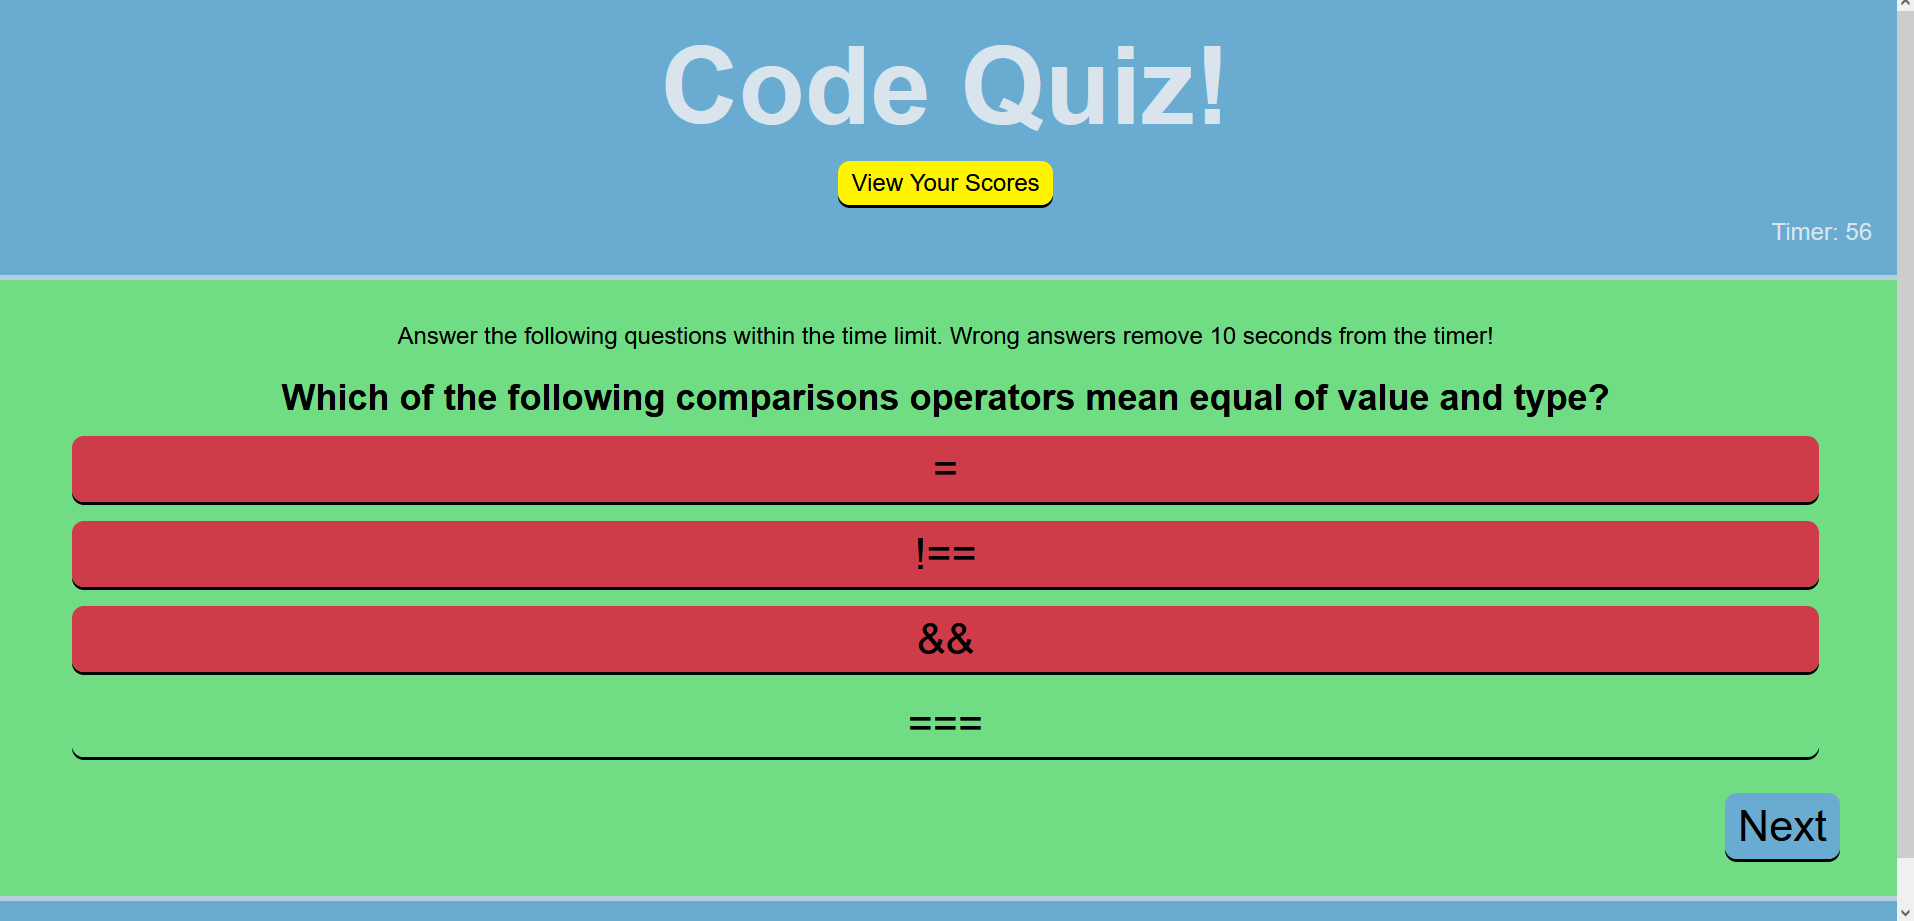 Code Quiz!
View Your Scores
Timer: 56
Answer the following questions within the time limit. Wrong answers remove 10 seconds from the timer!
Which of the following comparisons operators mean equal of value and type?
=
!==
&&
===
Next